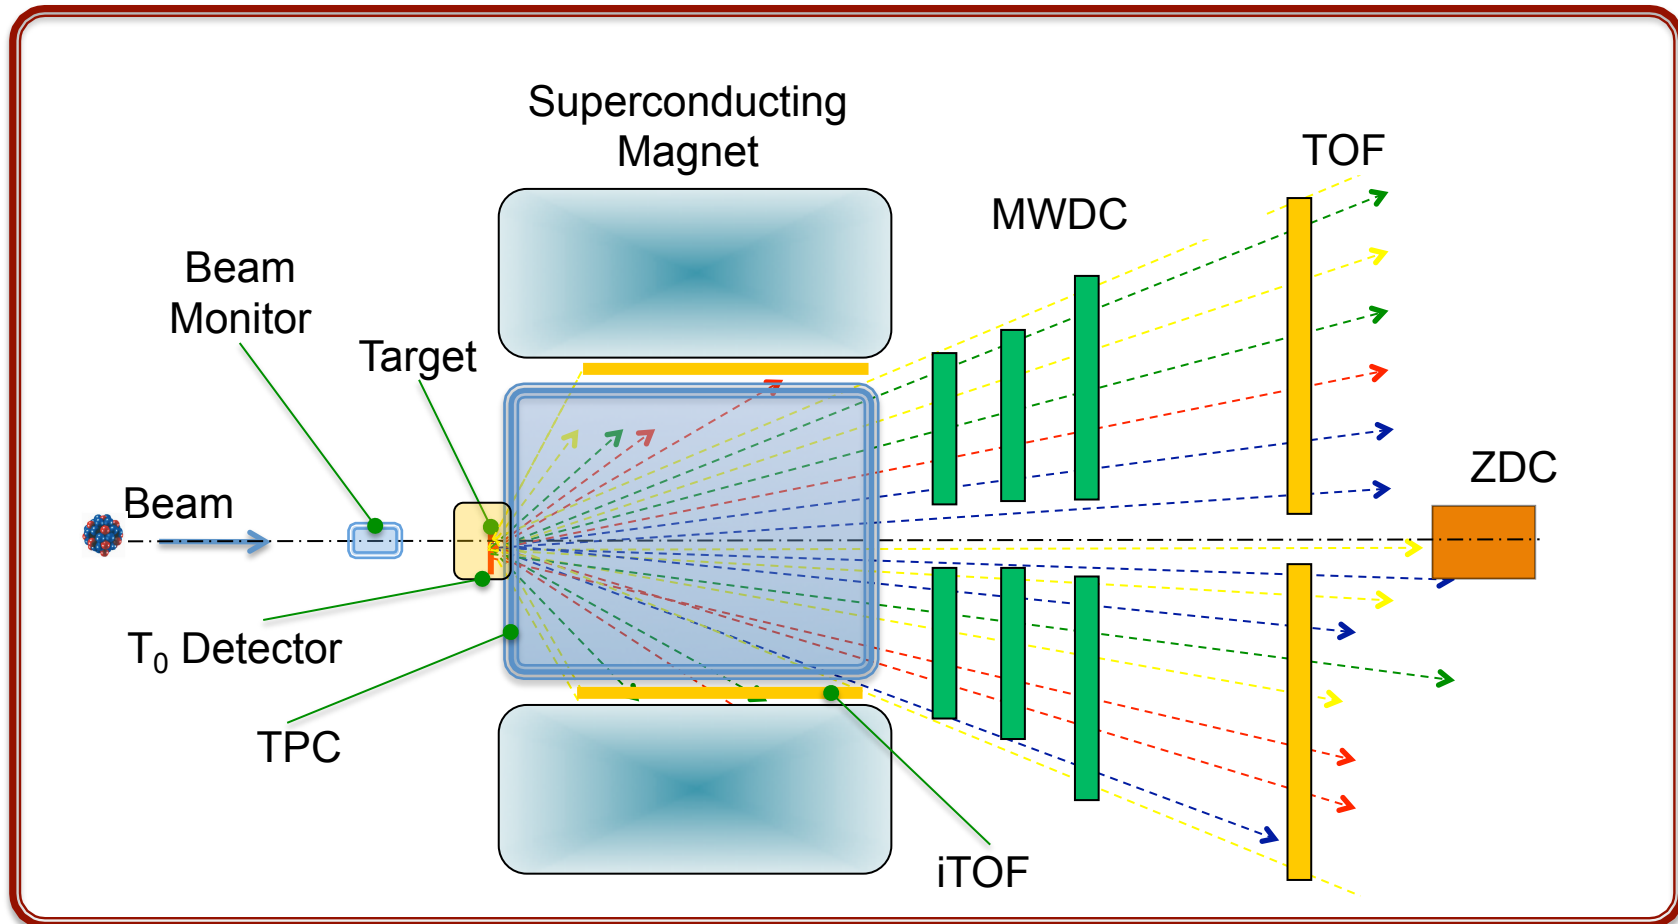 Superconducting
Magnet
TOF
MWDC
Beam
Monitor
Target
ZDC
Beam
T₀ Detector
TPC
iTOF